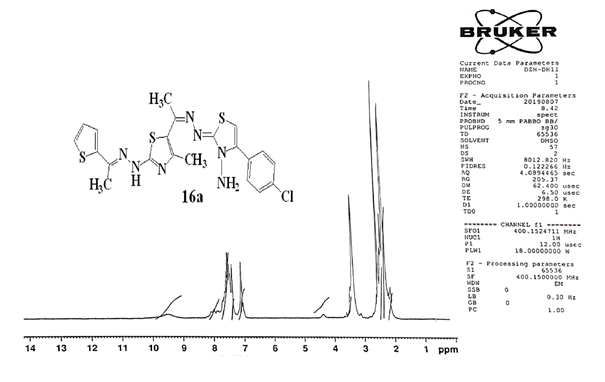 BRUKER
Current Data Parameters
NAME DZH-DH11
EXPNO 1
PROCNO 1
F2 - Acquisition Parameters
Date_ 20190807
Time 8.42
INSTRUM spect
PROBHD 5 mm PABBO BB/
PULPROG zg30
TD 65536
SOLVENT DMSO
NS 57
DS 2
SWH 8012.820 Hz
FIDRES 0.122266 Hz
AQ 4.0894465 sec
RG 205.37
DW 62.400 usec
DE 6.50 usec
TE 298.0 K
D1 1.00000000 sec
TD0 1
======== CHANNEL f1 ========
SFO1 400.1524711 MHz
NUC1 1H
P1 12.00 usec
PLW1 18.00000000 W
F2 - Processing parameters
SI 65536
SF 400.1500000 MHz
WDW EM
SSB 0
LB 0.30 Hz
GB 0
PC 1.00
H₃C
S
N
N
S
S
N
N
N
CH₃
CH₃
H
N
NH₂
Cl
16a
14 13 12 11 10 9 8 7 6 5 4 3 2 1 ppm